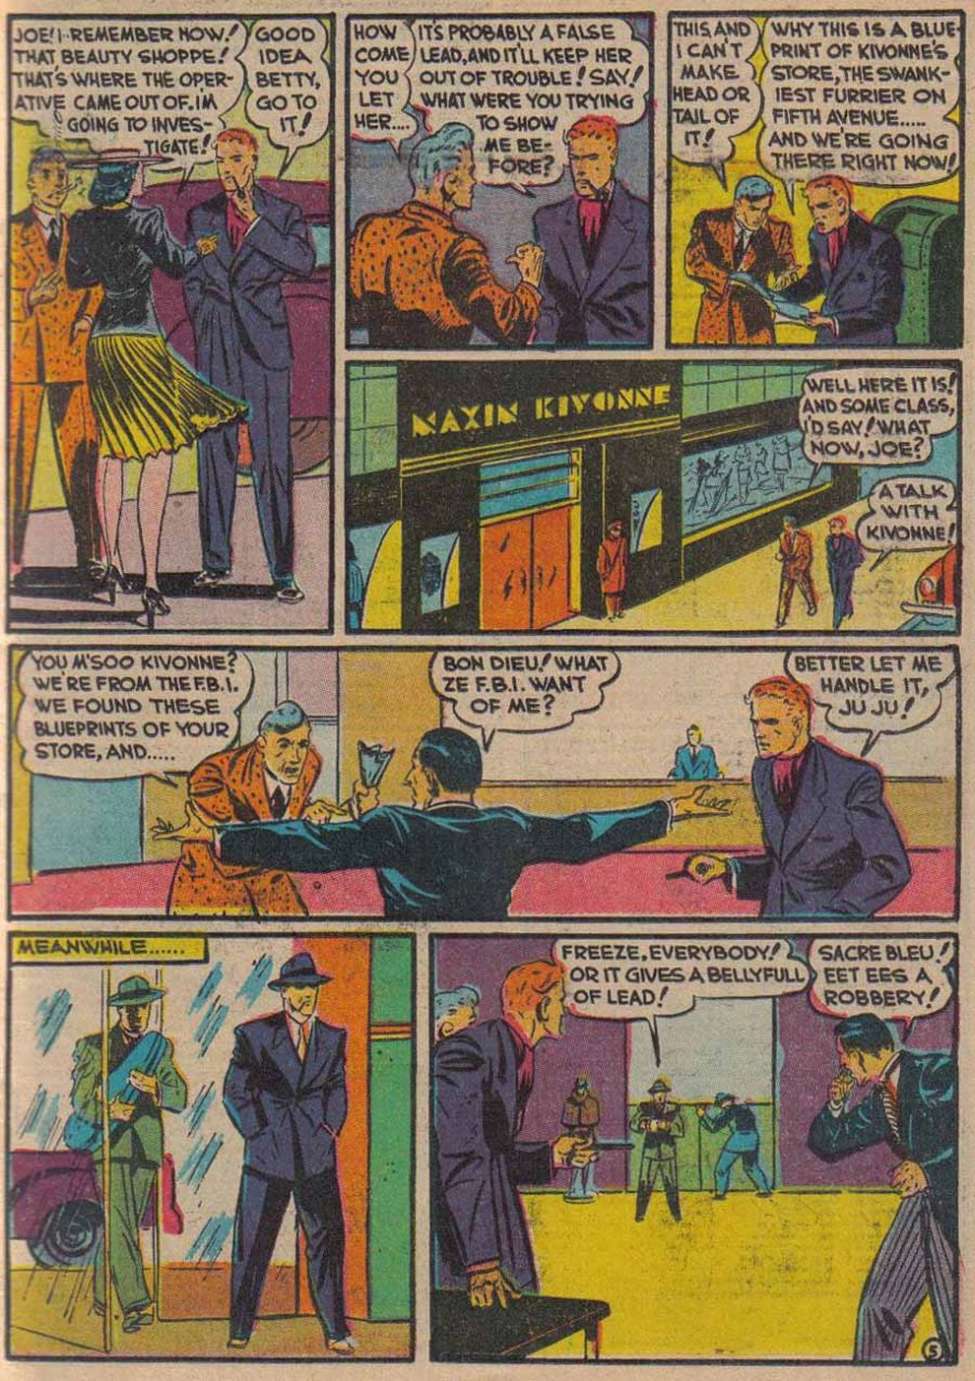 JOE! I REMEMBER NOW!
THAT BEAUTY SHOPPE!
THAT'S WHERE THE OPER-
ATIVE CAME OUT OF. I'M
GOING TO INVES-
TIGATE!
GOOD
IDEA
BETTY,
GO TO
IT!
HOW
COME
YOU
LET
HER....
IT'S PROBABLY A FALSE
LEAD, AND IT'LL KEEP HER
OUT OF TROUBLE! SAY!
WHAT WERE YOU TRYING
TO SHOW
ME BE-
FORE?
THIS, AND
I CAN'T
MAKE
HEAD OR
TAIL OF
IT!
WHY THIS IS A BLUE-
PRINT OF KIVONNE'S
STORE, THE SWANK-
IEST FURRIER ON
FIFTH AVENUE.....
AND WE'RE GOING
THERE RIGHT NOW!
MAXIM KIVONNE
WELL HERE IT IS!
AND SOME CLASS,
I'D SAY! WHAT
NOW, JOE?
A TALK
WITH
KIVONNE!
YOU M'SOO KIVONNE?
WE'RE FROM THE F.B.I.
WE FOUND THESE
BLUEPRINTS OF YOUR
STORE, AND.....
BON DIEU! WHAT
ZE F.B.I. WANT
OF ME?
BETTER LET ME
HANDLE IT,
JU JU!
MEANWHILE......
FREEZE, EVERYBODY!
OR IT GIVES A BELLYFULL
OF LEAD!
SACRE BLEU!
EET EES A
ROBBERY!
5